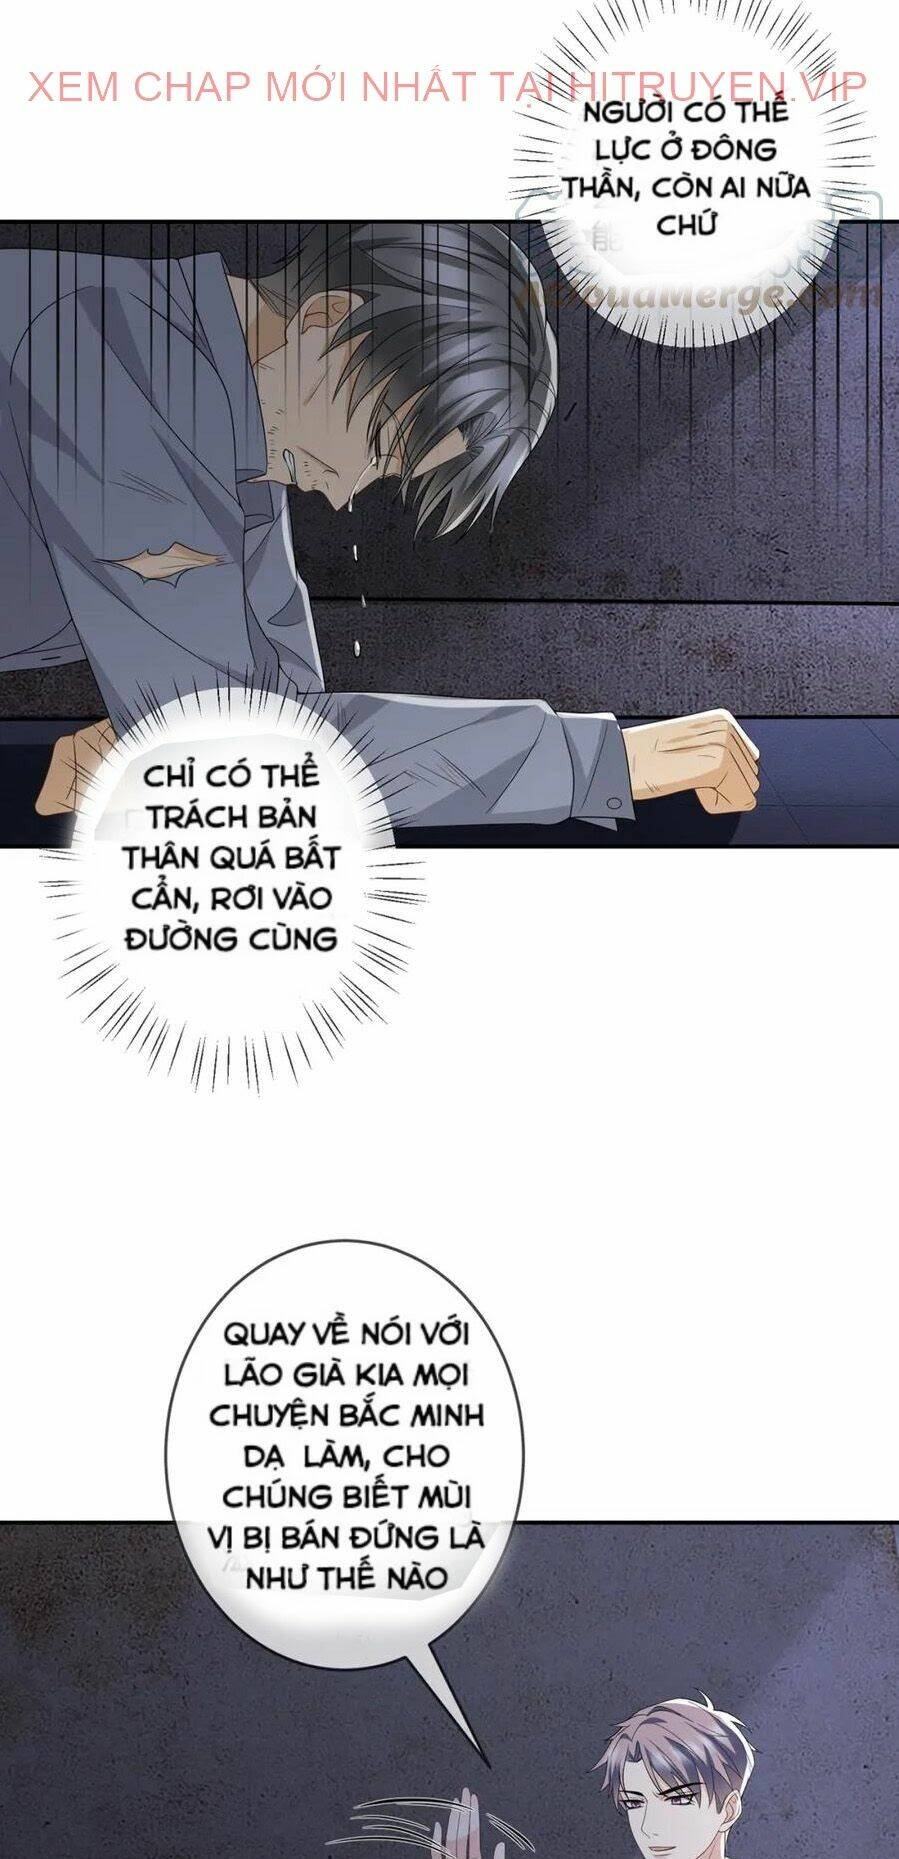 XEM CHAP MỚI NHẤT TẠI HITRUYEN.VIP
NGƯỜI CÓ THẾ
LỰC Ở ĐÔNG
THẦN, CÒN AI NỮA
CHỨ
CHỈ CÓ THỂ
TRÁCH BẢN
THÂN QUÁ BẤT
CẨN, RƠI VÀO
ĐƯỜNG CÙNG
QUAY VỀ NÓI VỚI
LÃO GIÀ KIA MỌI
CHUYỆN BẮC MINH
DẠ LÀM, CHO
CHÚNG BIẾT MÙI
VỊ BỊ BÁN ĐỨNG LÀ
NHƯ THẾ NÀO